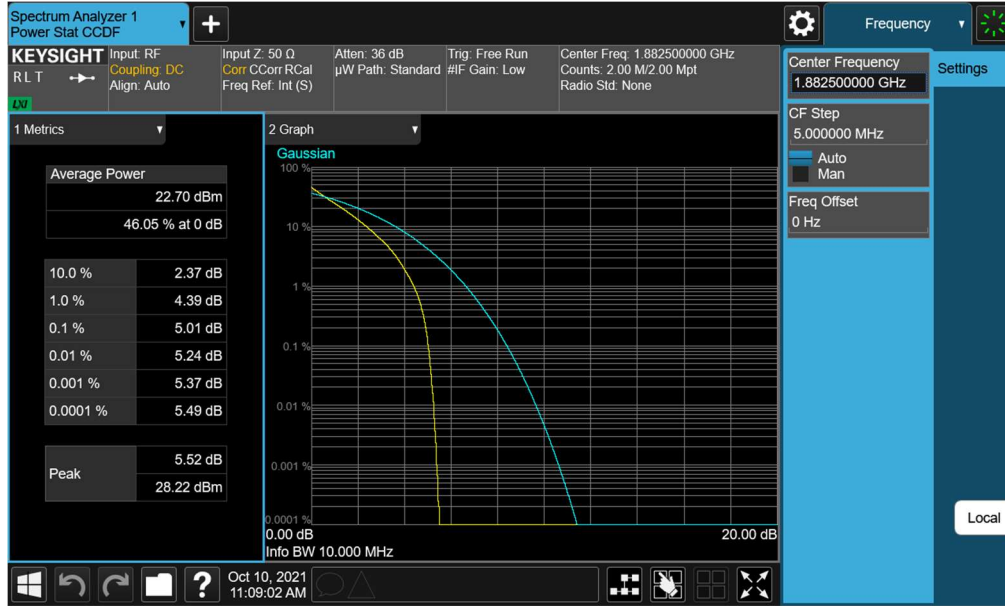 Spectrum Analyzer 1
Power Stat CCDF
+
Frequency
KEYSIGHT
RLT
LXI
Input: RF
Coupling: DC
Align: Auto
Input Z: 50 Ω
Corr CCorr RCal
Freq Ref: Int (S)
Atten: 36 dB
µW Path: Standard
Trig: Free Run
#IF Gain: Low
Center Freq: 1.882500000 GHz
Counts: 2.00 M/2.00 Mpt
Radio Std: None
Center Frequency
1.882500000 GHz
Settings
CF Step
5.000000 MHz
Auto
Man
Freq Offset
0 Hz
Local
1 Metrics
Average Power
22.70 dBm
46.05 % at 0 dB
10.0 % 2.37 dB
1.0 % 4.39 dB
0.1 % 5.01 dB
0.01 % 5.24 dB
0.001 % 5.37 dB
0.0001 % 5.49 dB
Peak
5.52 dB
28.22 dBm
2 Graph
Gaussian
100 %
10 %
1 %
0.1 %
0.01 %
0.001 %
0.0001 %
0.00 dB 20.00 dB
Info BW 10.000 MHz
?
Oct 10, 2021
11:09:02 AM